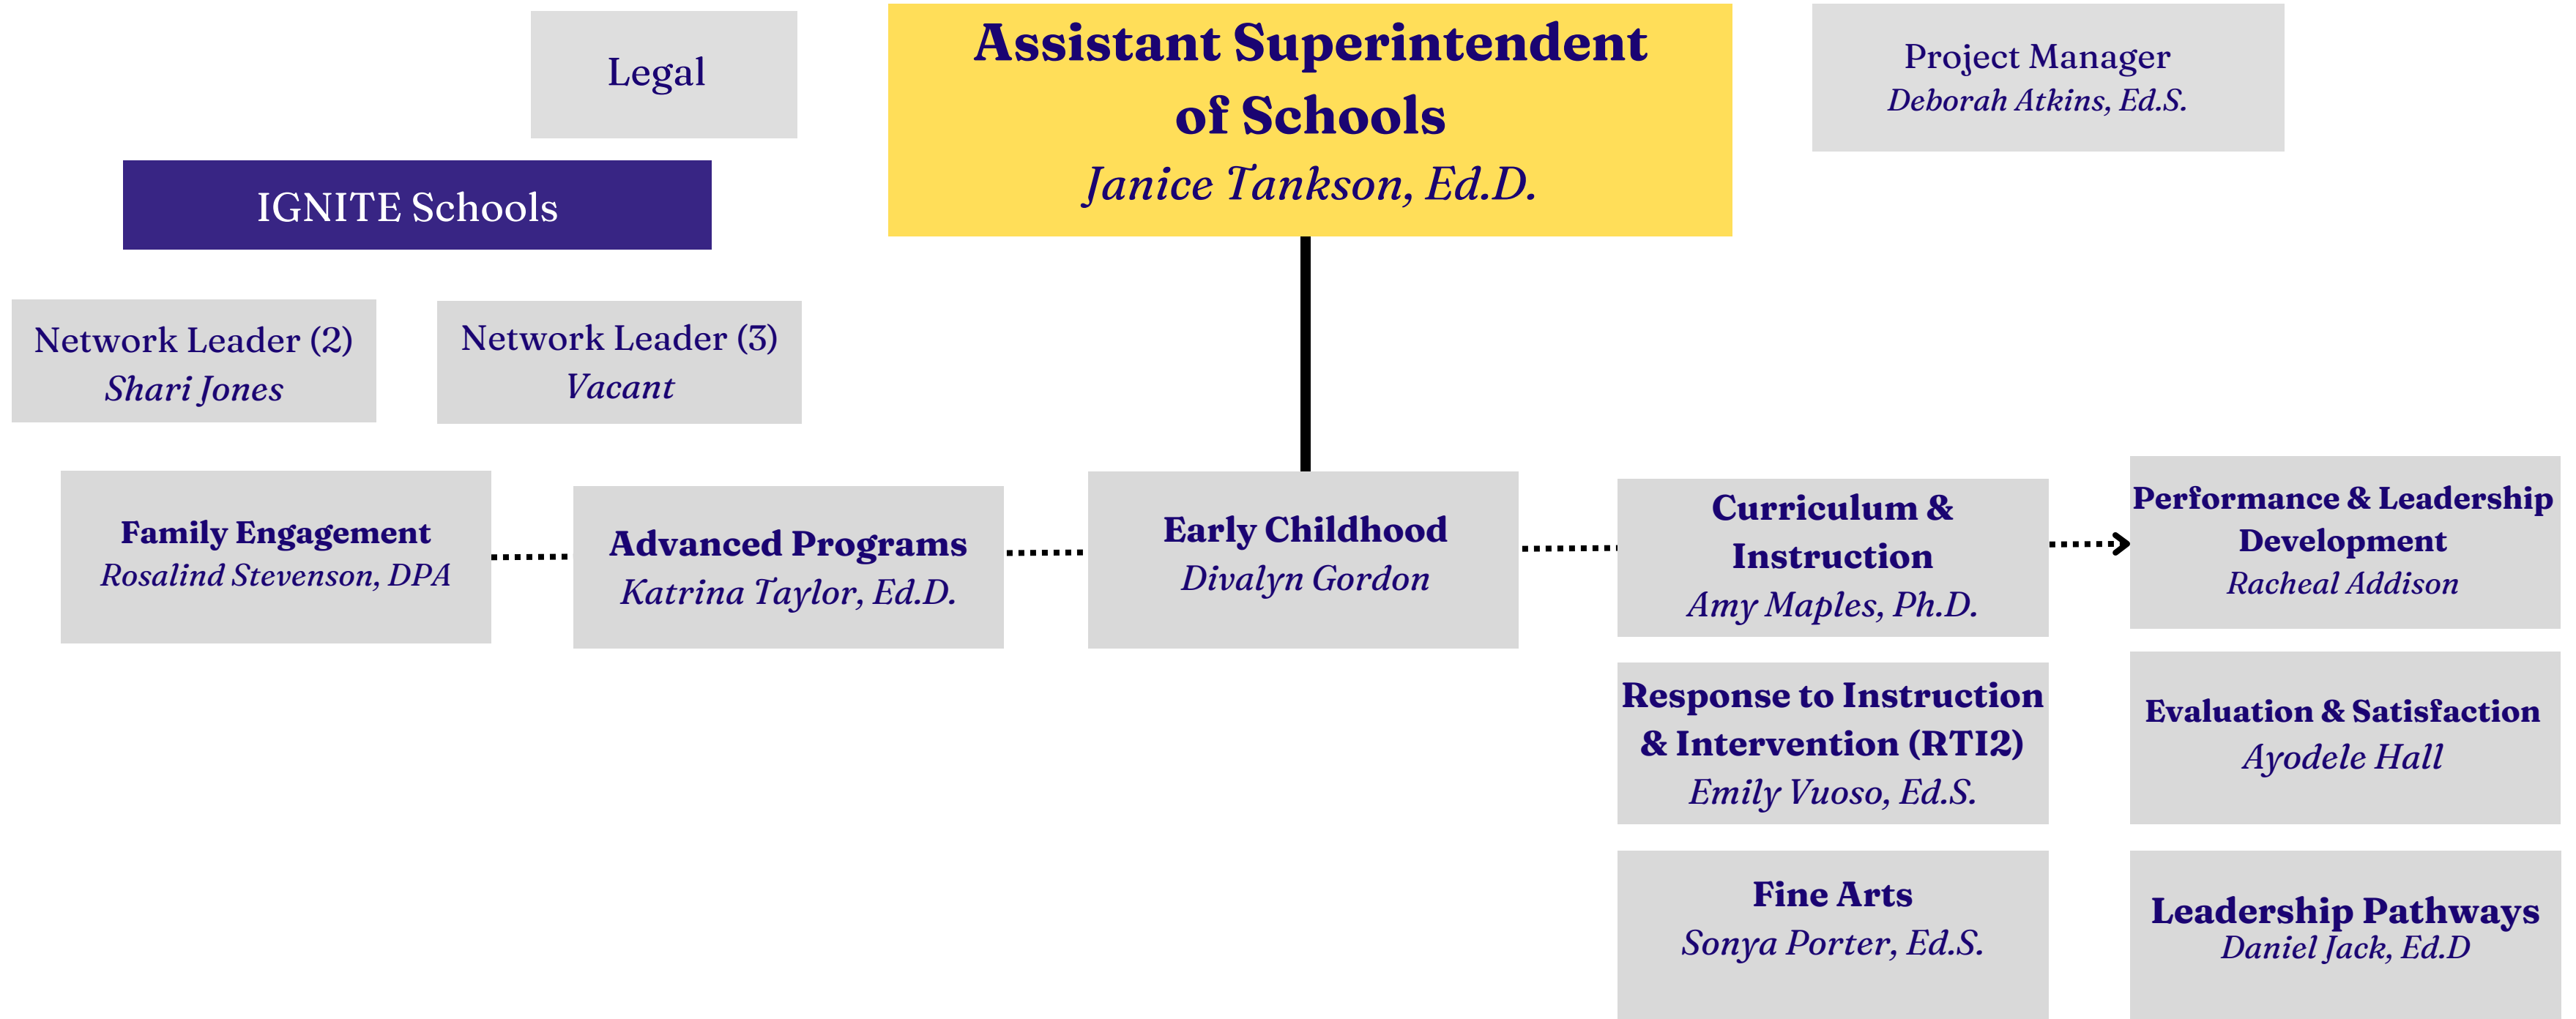 Legal
Assistant Superintendent
of Schools
Janice Tankson, Ed.D.
Project Manager
Deborah Atkins, Ed.S.
IGNITE Schools
Network Leader (2)
Shari Jones
Network Leader (3)
Vacant
Family Engagement
Rosalind Stevenson, DPA
Advanced Programs
Katrina Taylor, Ed.D.
Early Childhood
Divalyn Gordon
Curriculum &
Instruction
Amy Maples, Ph.D.
Performance & Leadership
Development
Racheal Addison
Response to Instruction
& Intervention (RTI2)
Emily Vuoso, Ed.S.
Evaluation & Satisfaction
Ayodele Hall
Fine Arts
Sonya Porter, Ed.S.
Leadership Pathways
Daniel Jack, Ed.D